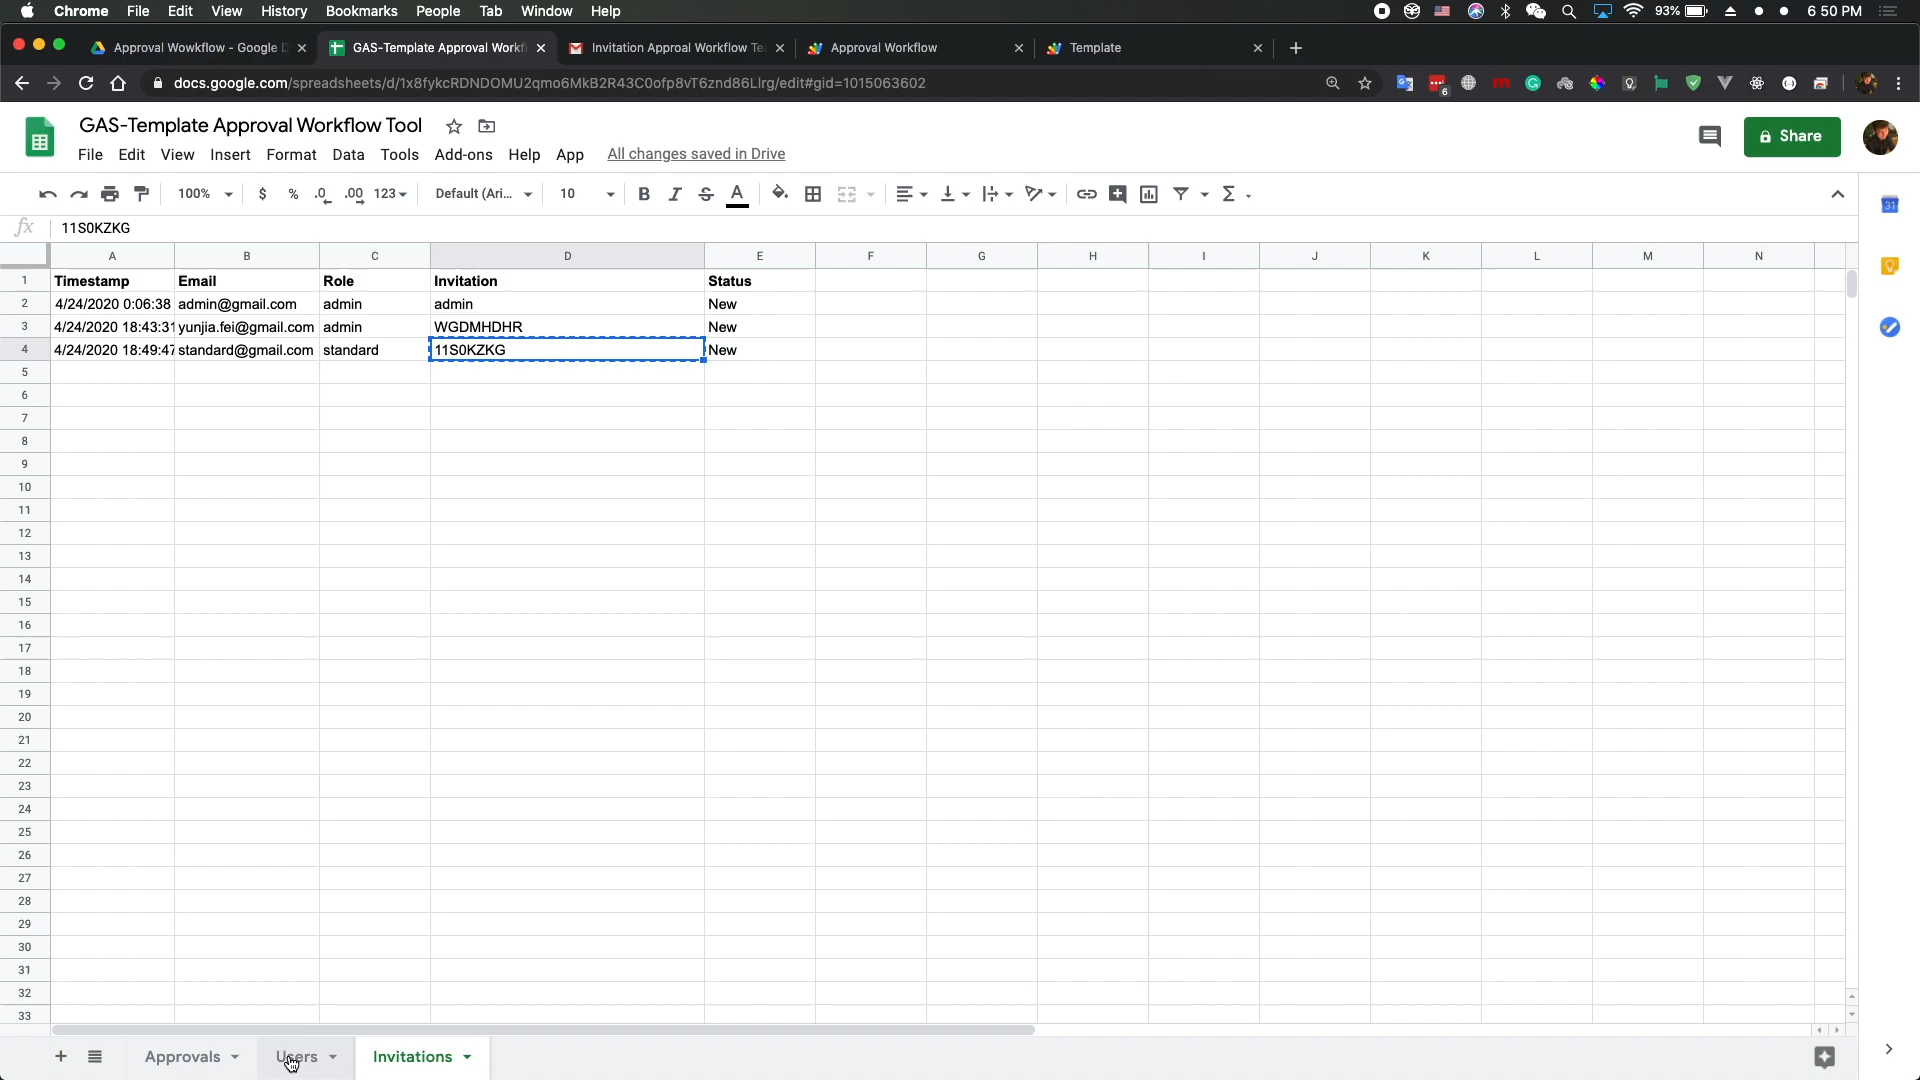 Chrome File Edit View History Bookmarks People Tab Window Help 93% 6 50 PM
Approval Wowkflow - Google D GAS-Template Approval Workf Invitation Approal Workflow Te Approval Workflow Template
docs.google.com/spreadsheets/d/1x8fykcRDNDOMU2qmo6MkB2R43C0ofp8vT6znd86LIrg/edit#gid=1015063602 6
GAS-Template Approval Workflow Tool
Share
File Edit View Insert Format Data Tools Add-ons Help App All changes saved in Drive
100% $ % .0 .00 123 Default (Ari... 10 B I S A Σ
31
fx 11S0KZKG
A B C D E F G H I J K L M N
1 Timestamp Email Role Invitation Status
2 4/24/2020 0:06:38 admin@gmail.com admin admin New
3 4/24/2020 18:43:31 yunjia.fei@gmail.com admin WGDMHDHR New
4 4/24/2020 18:49:47 standard@gmail.com standard 11S0KZKG New
5
6
7
8
9
10
11
12
13
14
15
16
17
18
19
20
21
22
23
24
25
26
27
28
29
30
31
32
33
+ Approvals Users Invitations